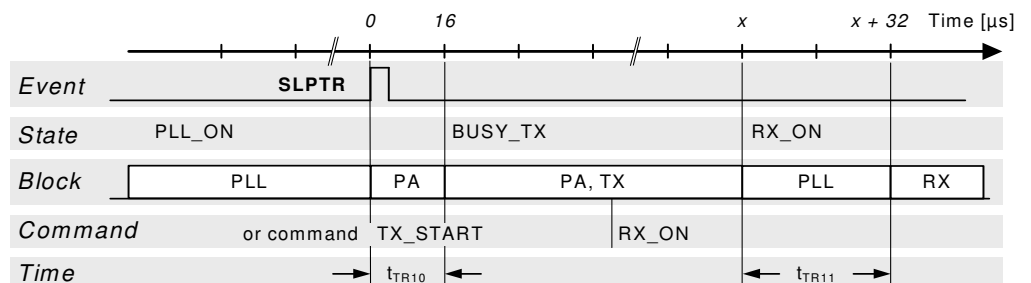 0 16 x x + 32 Time [µs]
Event SLPTR
State PLL_ON BUSY_TX RX_ON
Block PLL PA PA, TX PLL RX
Command or command TX_START RX_ON
Time tTR10 tTR11